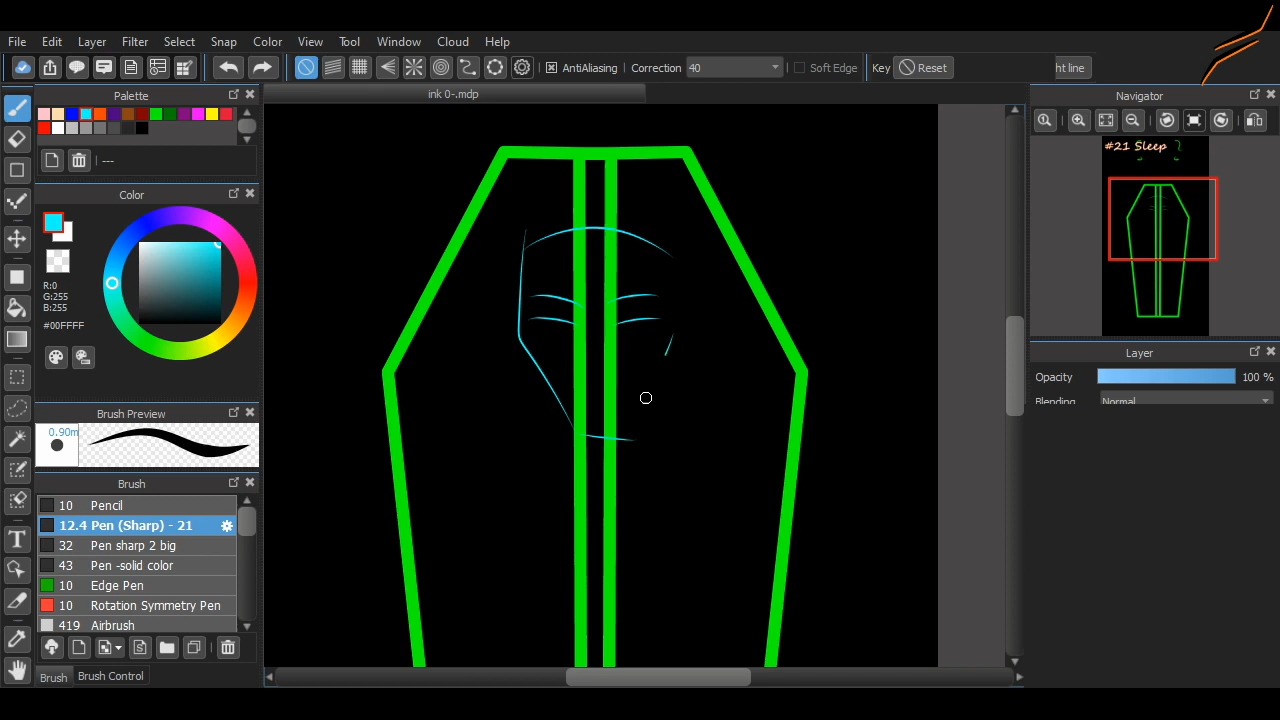 File Edit Layer Filter Select Snap Color View Tool Window Cloud Help
AntiAliasing Correction 40 Soft Edge Key Reset ht line
Palette
ink 0-.mdp
Navigator
---
#21 Sleep
Color
R:0
G:255
B:255
#00FFFF
Layer
Opacity 100 %
Blending Normal
Brush Preview
0.90m
Brush
10 Pencil
12.4 Pen (Sharp) - 21
32 Pen sharp 2 big
43 Pen -solid color
10 Edge Pen
10 Rotation Symmetry Pen
419 Airbrush
Brush Brush Control